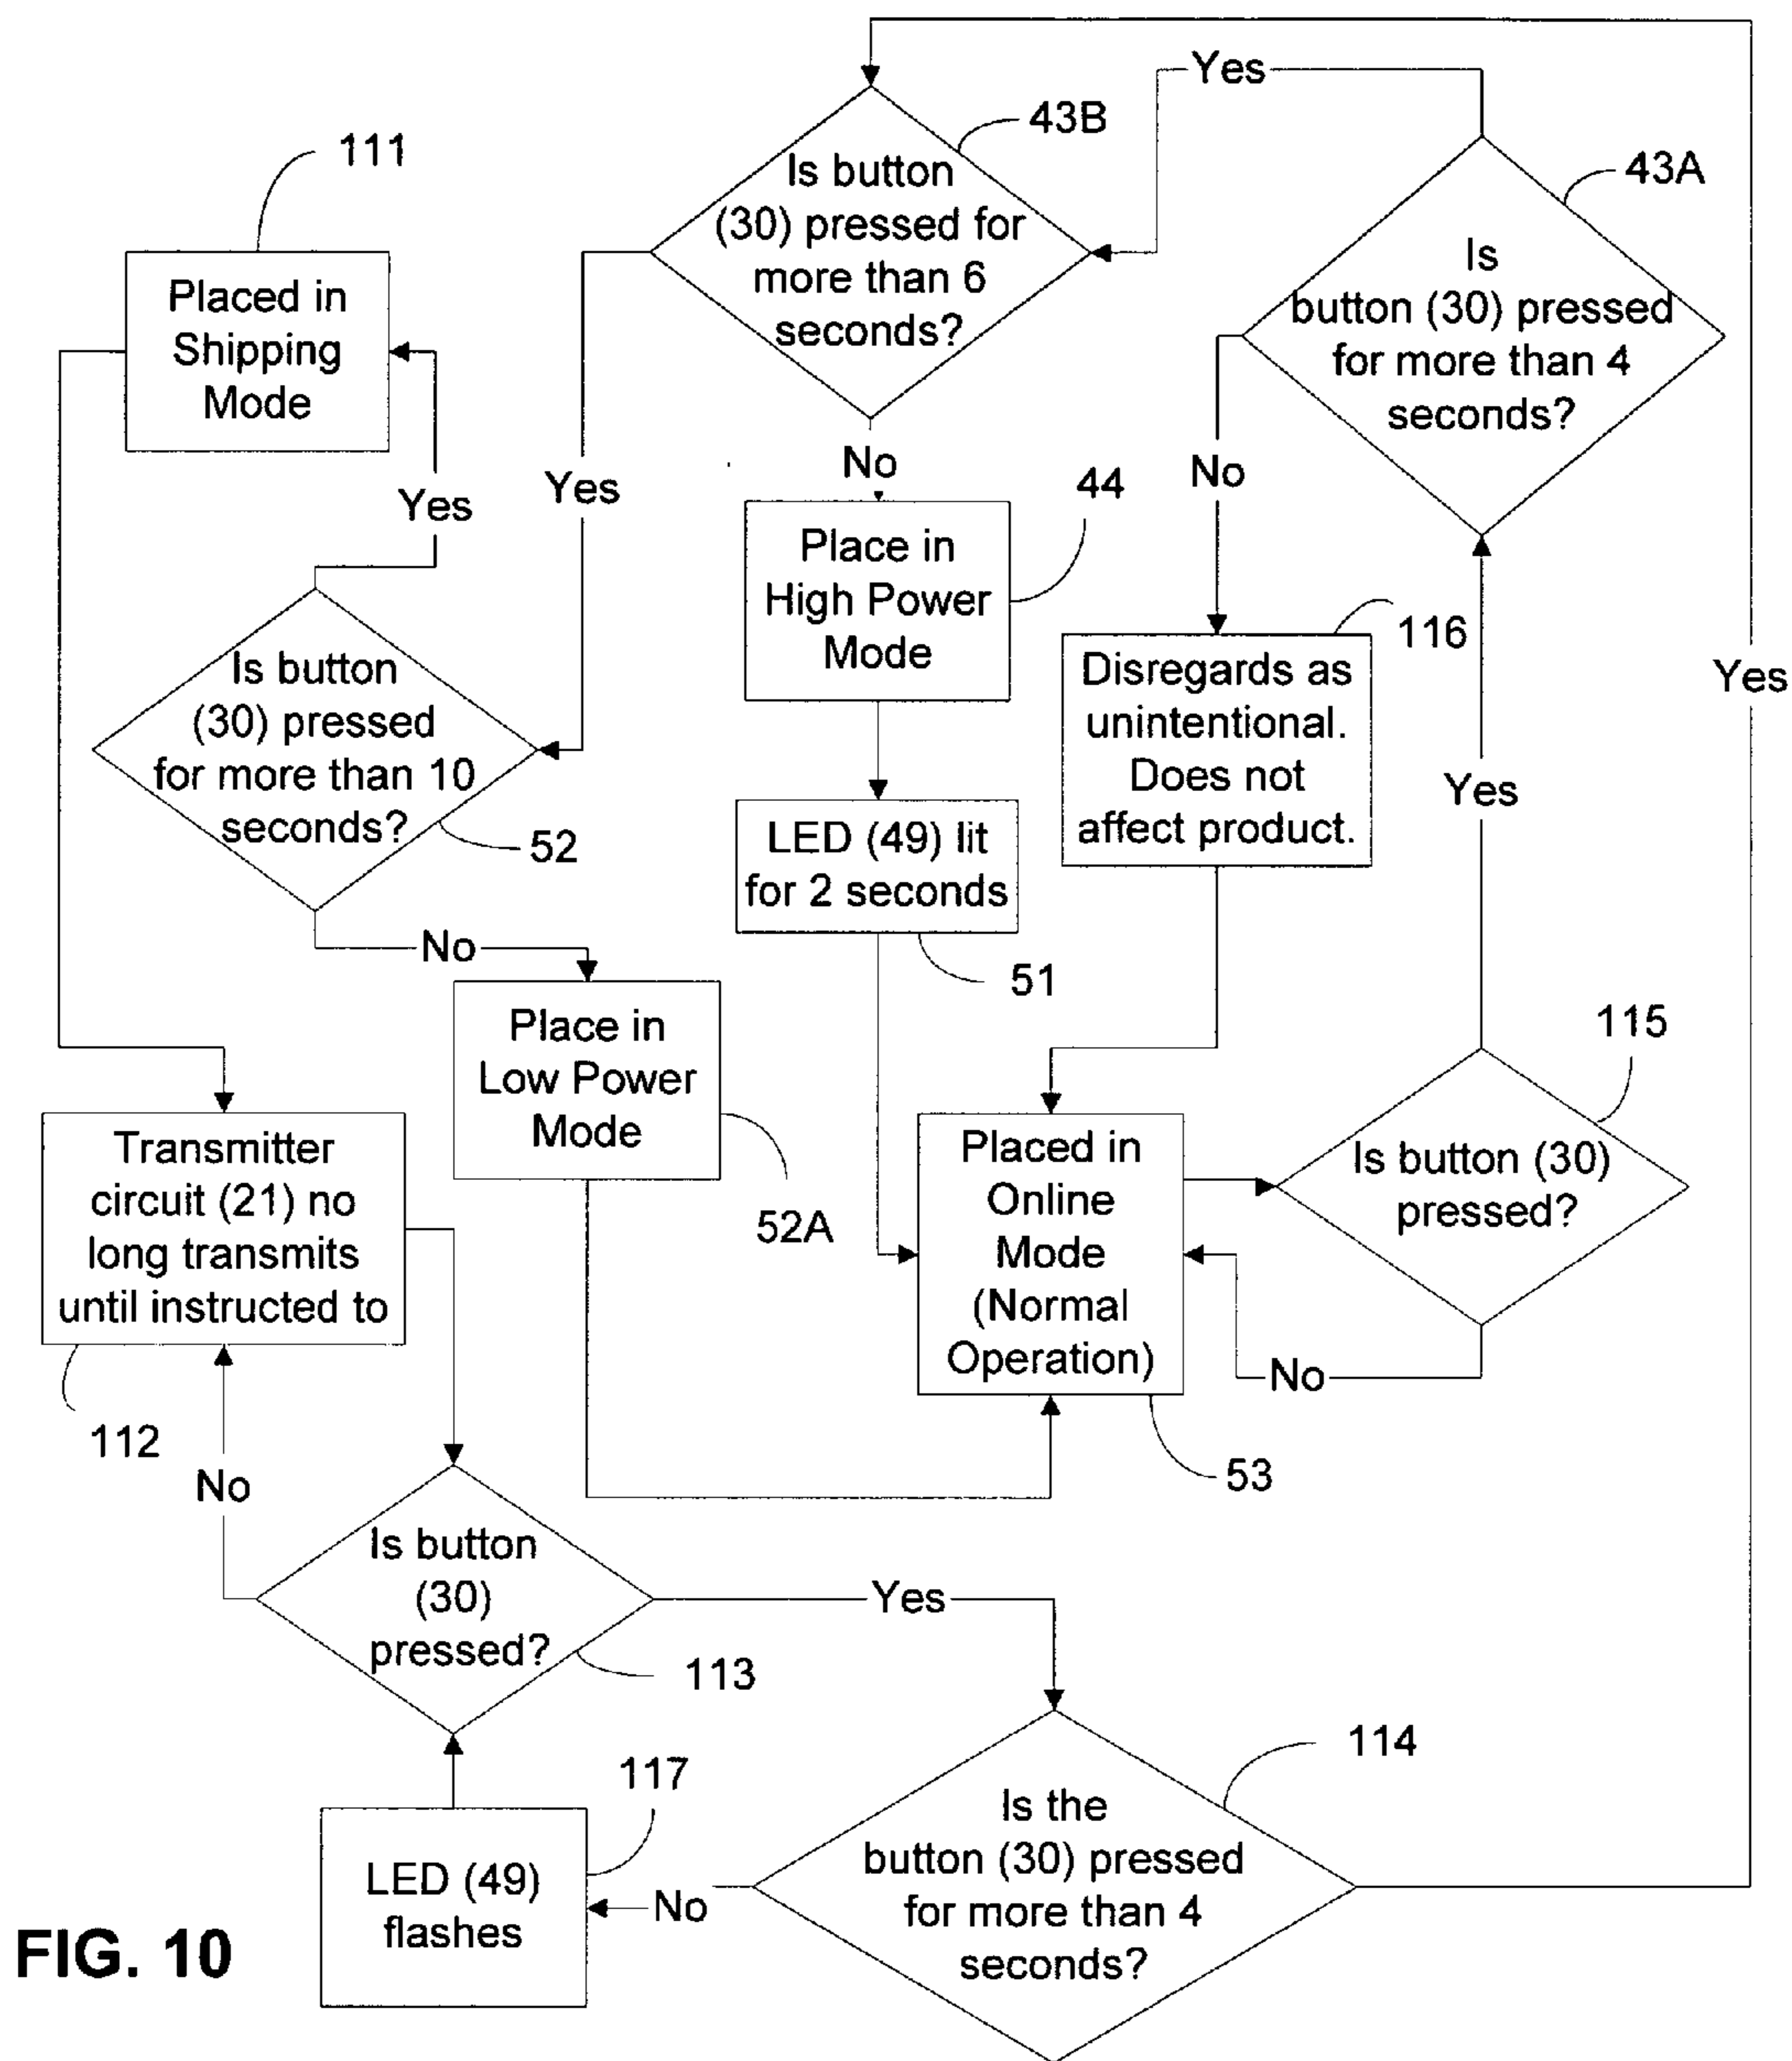 Yes
43B
111
43A
Is button
(30) pressed for
more than 6
seconds?
Is
button (30) pressed
for more than 4
seconds?
Placed in
Shipping
Mode
No
No
44
Yes
Yes
Place in
High Power
Mode
116
Is button
(30) pressed
for more than 10
seconds?
52
Disregards as
unintentional.
Does not
affect product.
Yes
Yes
LED (49) lit
for 2 seconds
51
No
Place in
Low Power
Mode
52A
115
Transmitter
circuit (21) no
long transmits
until instructed to
112
Placed in
Online
Mode
(Normal
Operation)
53
Is button (30)
pressed?
No
No
Is button
(30)
pressed?
113
Yes
114
117
LED (49)
flashes
No
Is the
button (30) pressed
for more than 4
seconds?
FIG. 10